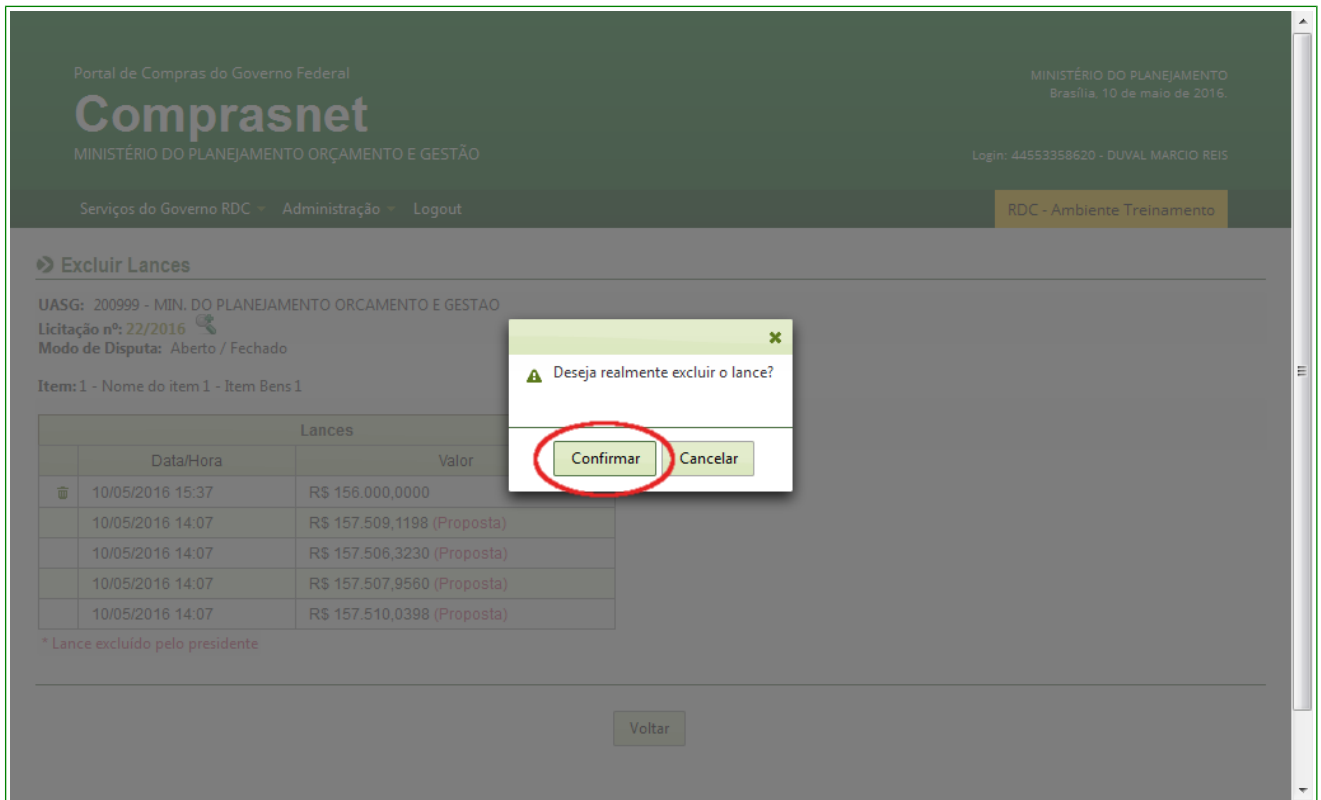 Portal de Compras do Governo Federal
MINISTÉRIO DO PLANEJAMENTO
Brasília, 10 de maio de 2016.
Comprasnet
MINISTÉRIO DO PLANEJAMENTO ORÇAMENTO E GESTÃO
Login: 44553358620 - DUVAL MARCIO REIS
Serviços do Governo RDC Administração Logout
RDC - Ambiente Treinamento
Excluir Lances
UASG: 200999 - MIN. DO PLANEJAMENTO ORCAMENTO E GESTAO
Licitação nº: 22/2016
Modo de Disputa: Aberto / Fechado
Item: 1 - Nome do item 1 - Item Bens 1
Deseja realmente excluir o lance?
Confirmar Cancelar
Lances
Data/Hora Valor
10/05/2016 15:37 R$ 156.000,0000
10/05/2016 14:07 R$ 157.509,1198 (Proposta)
10/05/2016 14:07 R$ 157.506,3230 (Proposta)
10/05/2016 14:07 R$ 157.507,9560 (Proposta)
10/05/2016 14:07 R$ 157.510,0398 (Proposta)
* Lance excluído pelo presidente
Voltar